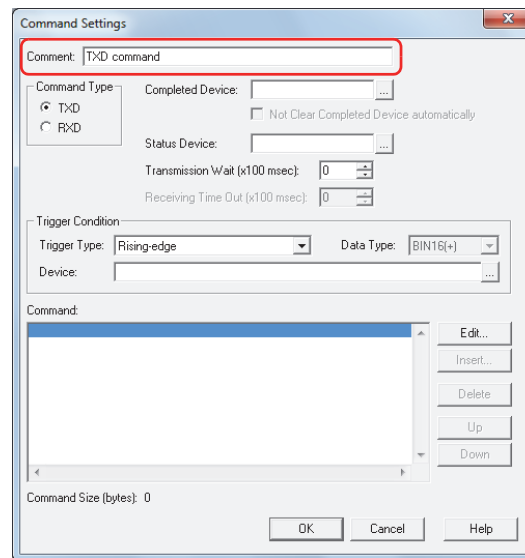 Command Settings
Comment: TXD command
Command Type
TXD
RXD
Completed Device: ...
Not Clear Completed Device automatically
Status Device: ...
Transmission Wait (x100 msec): 0
Receiving Time Out (x100 msec): 0
Trigger Condition
Trigger Type: Rising-edge Data Type: BIN16(+)
Device: ...
Command:
Edit...
Insert...
Delete
Up
Down
Command Size (bytes): 0
OK Cancel Help